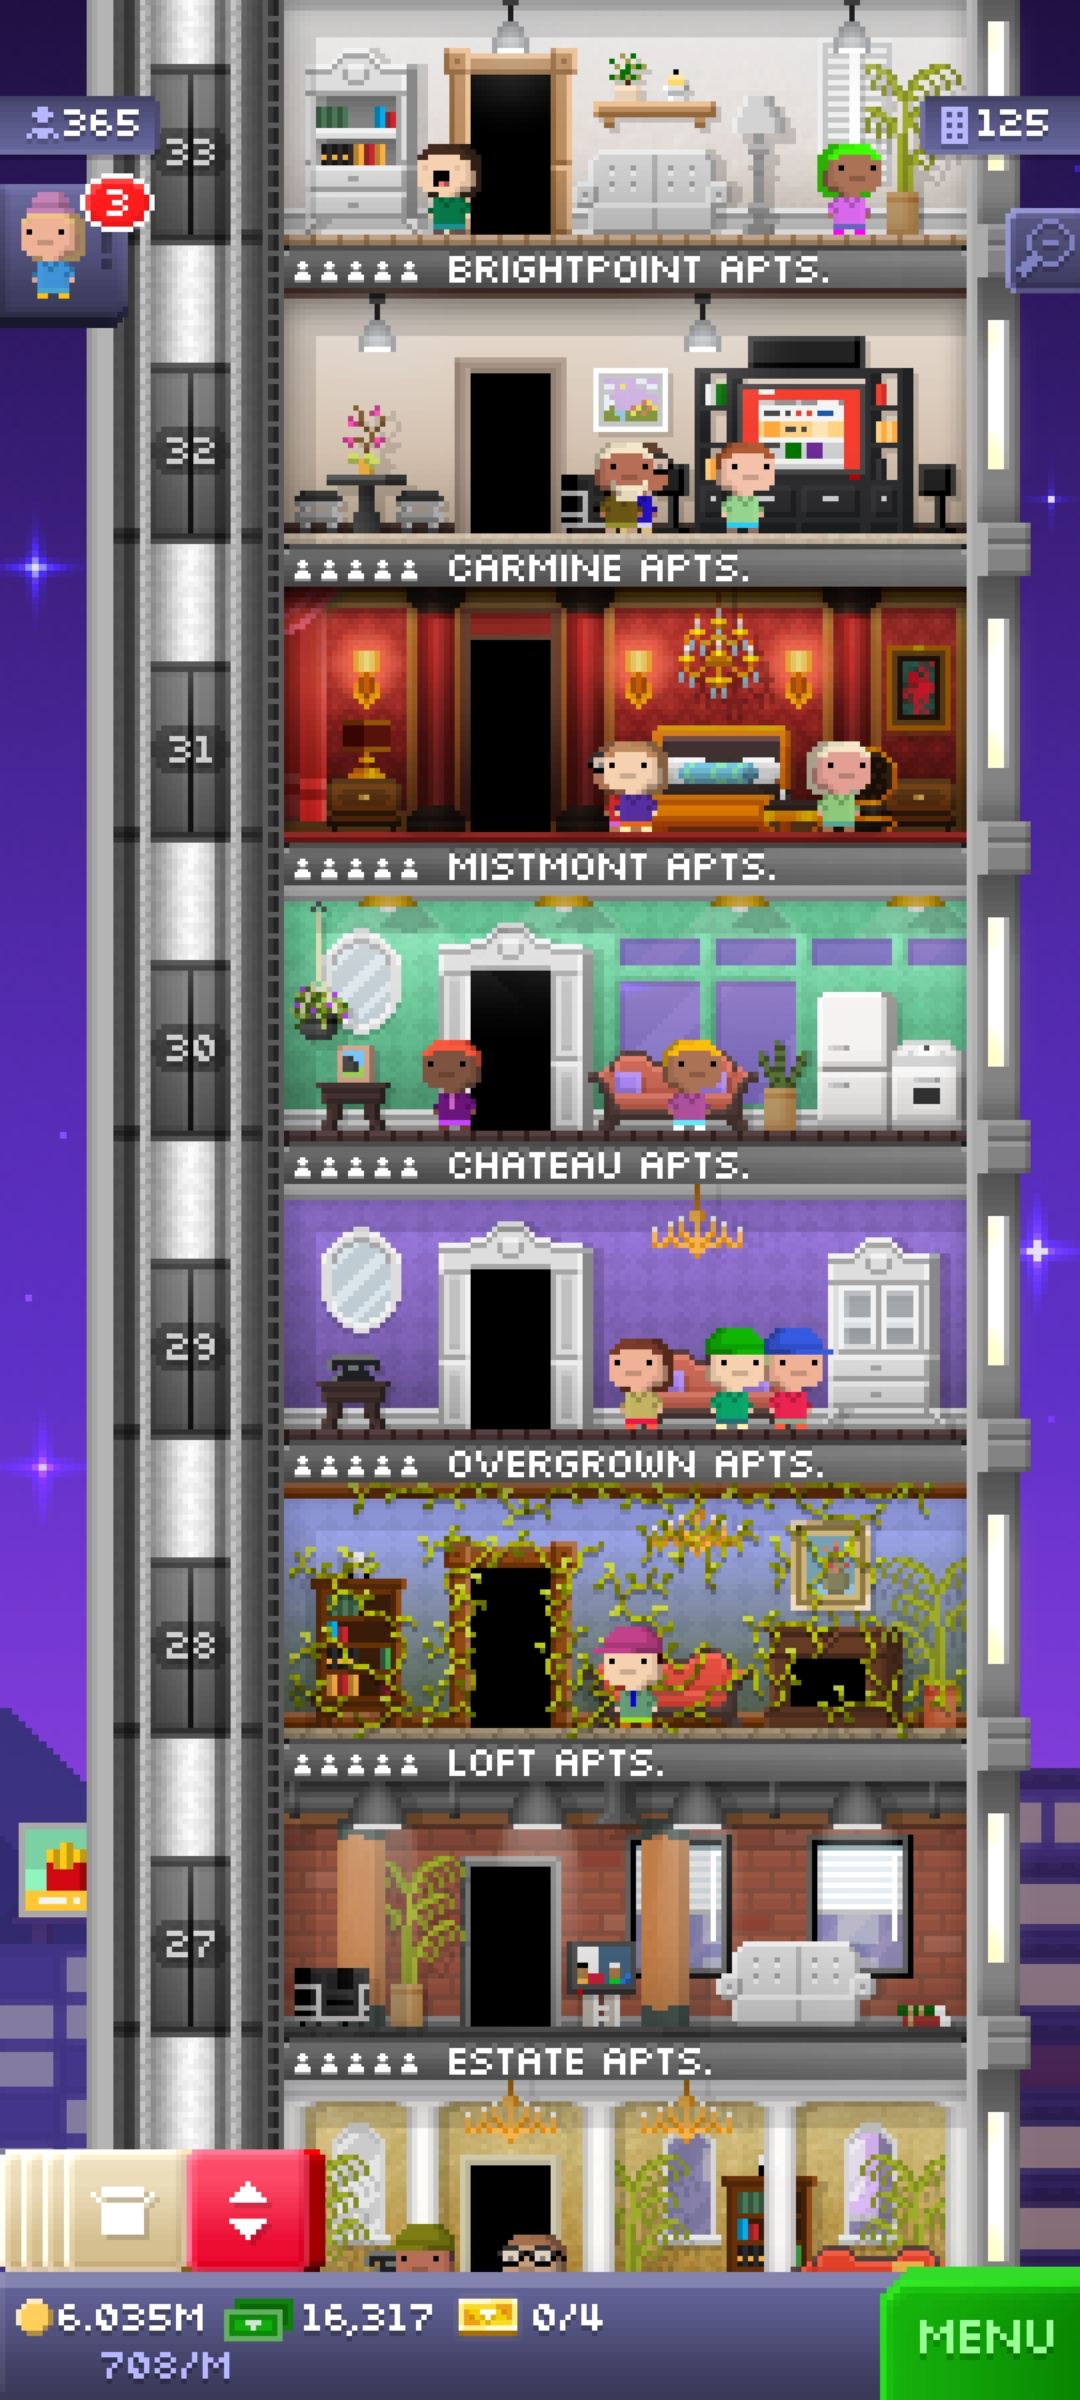 365
125
33
3
BRIGHTPOINT APTS.
32
CARMINE APTS.
31
MISTMONT APTS.
30
CHATEAU APTS.
29
OVERGROWN APTS.
28
LOFT APTS.
27
ESTATE APTS.
6.035M 16,317 0/4
708/M
MENU